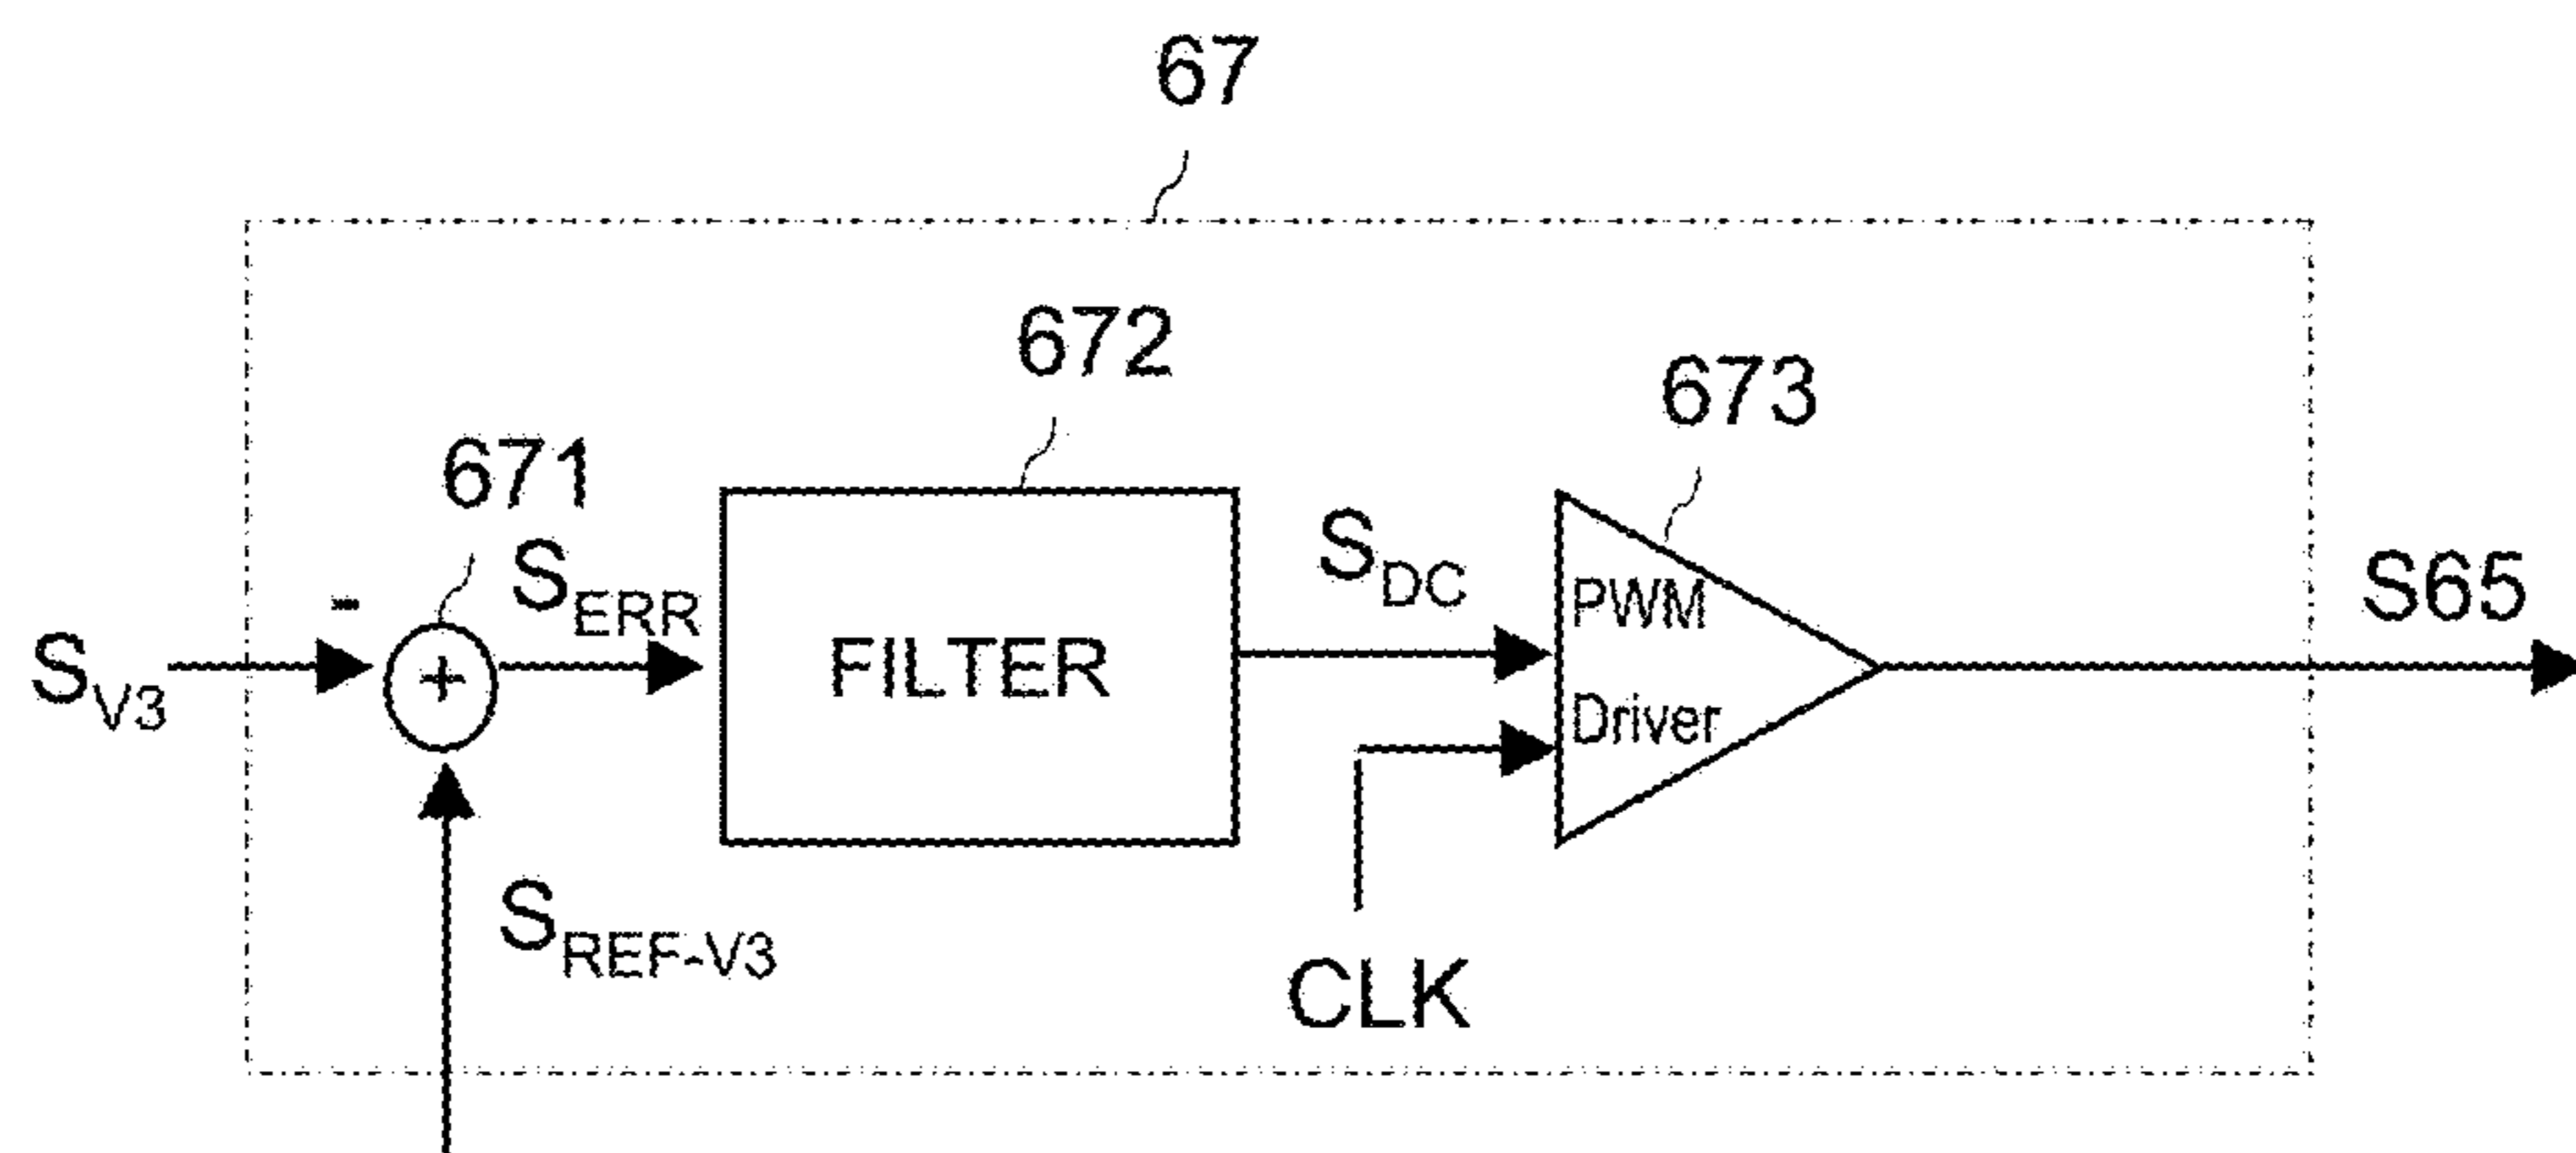 67
672
673
671
S_ERR
S_DC
S65
-
S_V3
+
FILTER
PWM
Driver
S_REF-V3
CLK